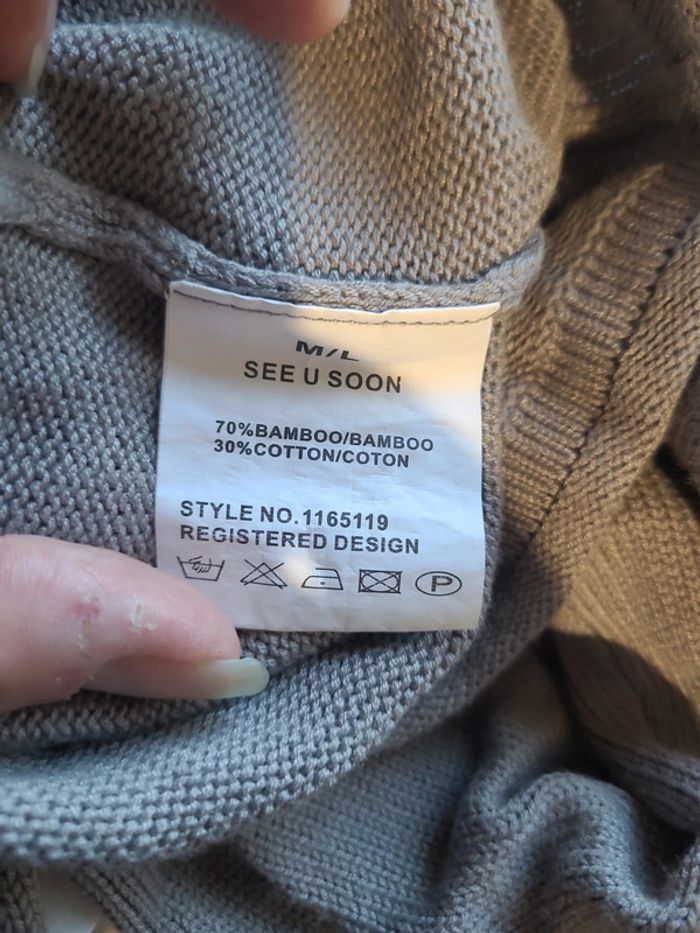 M/L
SEE U SOON
70%BAMBOO/BAMBOO
30%COTTON/COTON
STYLE NO.1165119
REGISTERED DESIGN
P